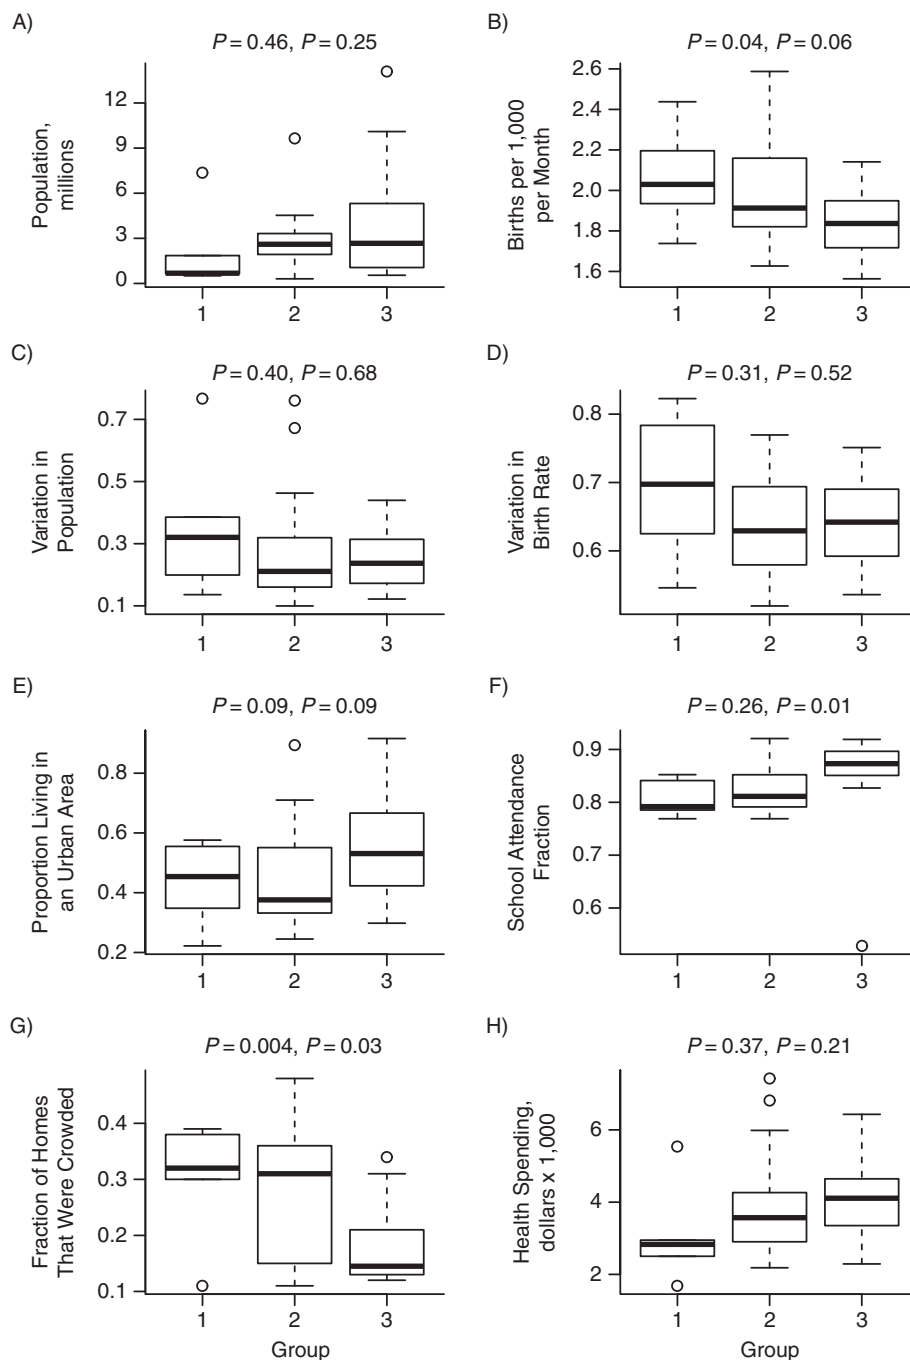 A)
P = 0.46, P = 0.25
Population,
millions
12
9
6
3
0
1 2 3
B)
P = 0.04, P = 0.06
Births per 1,000
per Month
2.6
2.4
2.2
2.0
1.8
1.6
1 2 3
C)
P = 0.40, P = 0.68
Variation in
Population
0.7
0.5
0.3
0.1
1 2 3
D)
P = 0.31, P = 0.52
Variation in
Birth Rate
0.8
0.7
0.6
1 2 3
E)
P = 0.09, P = 0.09
Proportion Living in
an Urban Area
0.8
0.6
0.4
0.2
1 2 3
F)
P = 0.26, P = 0.01
School Attendance
Fraction
0.9
0.8
0.7
0.6
1 2 3
G)
P = 0.004, P = 0.03
Fraction of Homes
That Were Crowded
0.4
0.3
0.2
0.1
1 2 3
Group
H)
P = 0.37, P = 0.21
Health Spending,
dollars x 1,000
6
4
2
1 2 3
Group